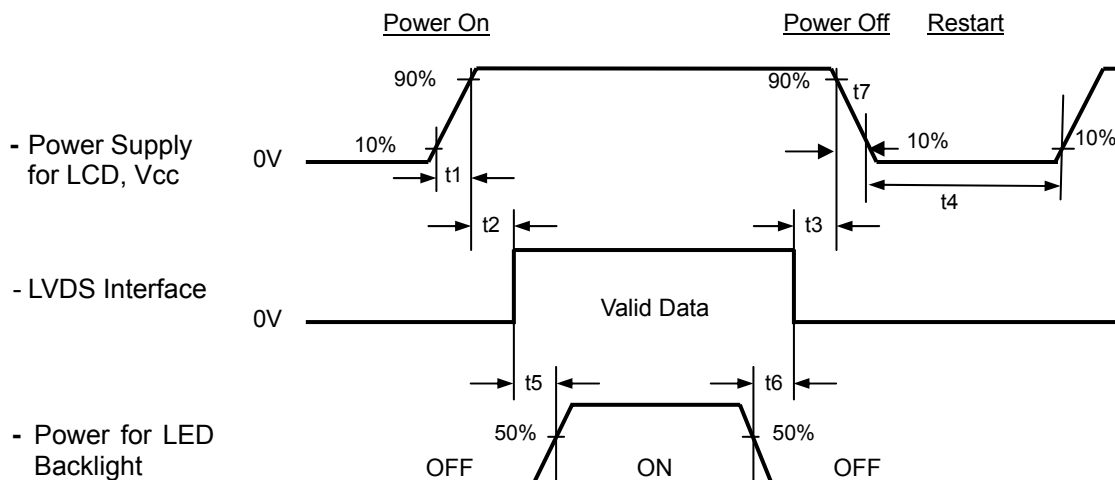 Power On
Power Off
Restart
90%
90%
t7
- Power Supply
for LCD, Vcc
0V
10%
10%
10%
t1
t4
t2
t3
- LVDS Interface
0V
Valid Data
t5
t6
- Power for LED
Backlight
50%
50%
OFF
ON
OFF